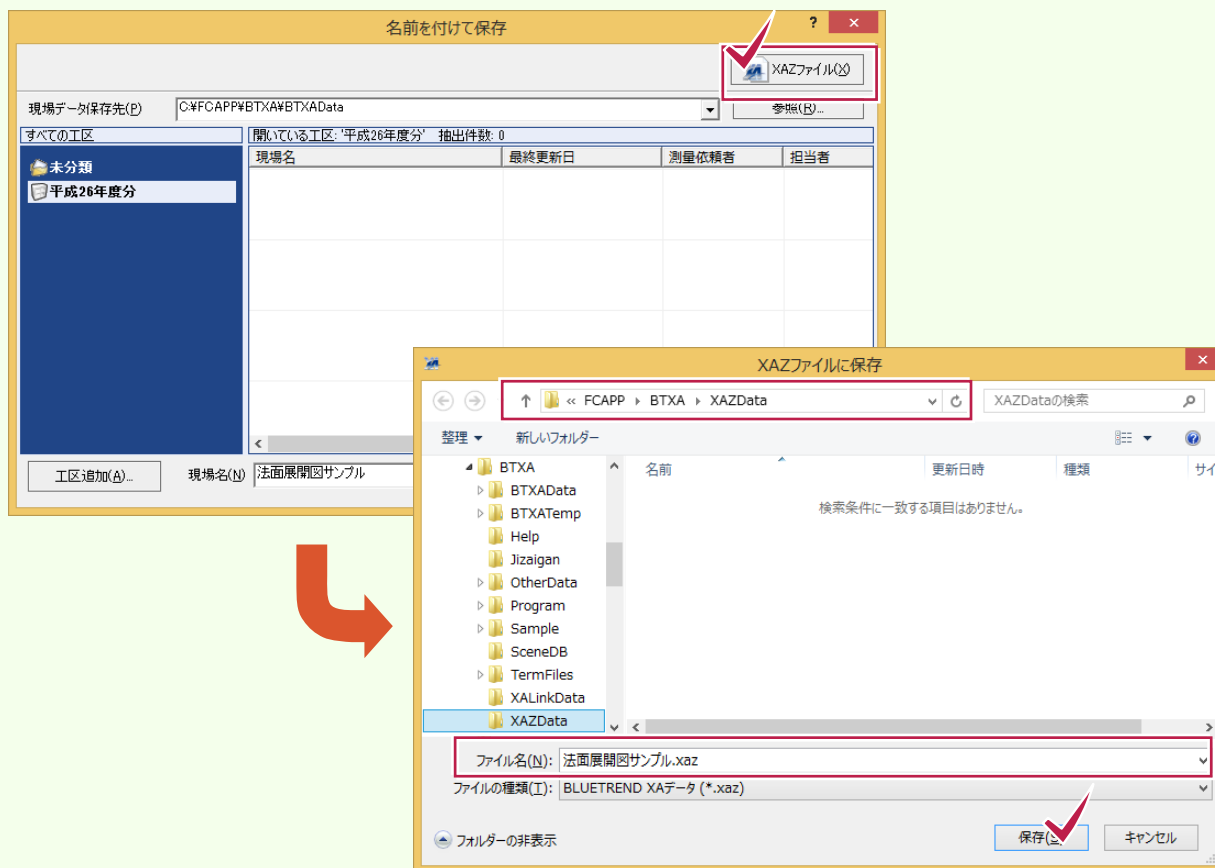 名前を付けて保存
?
XAZファイル(X)
現場データ保存先(P)
C:¥FCAPP¥BTXA¥BTXAData
参照(R)...
すべての工区
開いている工区: '平成26年度分' 抽出件数: 0
未分類
平成26年度分
現場名
最終更新日
測量依頼者
担当者
工区追加(A)...
現場名(N)
法面展開図サンプル
XAZファイルに保存
« FCAPP BTXA XAZData
XAZDataの検索
整理
新しいフォルダー
BTXA
BTXAData
BTXATemp
Help
Jizaigan
OtherData
Program
Sample
SceneDB
TermFiles
XALinkData
XAZData
名前
更新日時
種類
サイ
検索条件に一致する項目はありません。
ファイル名(N): 法面展開図サンプル.xaz
ファイルの種類(T): BLUETREND XAデータ (*.xaz)
フォルダーの非表示
保存(S)
キャンセル